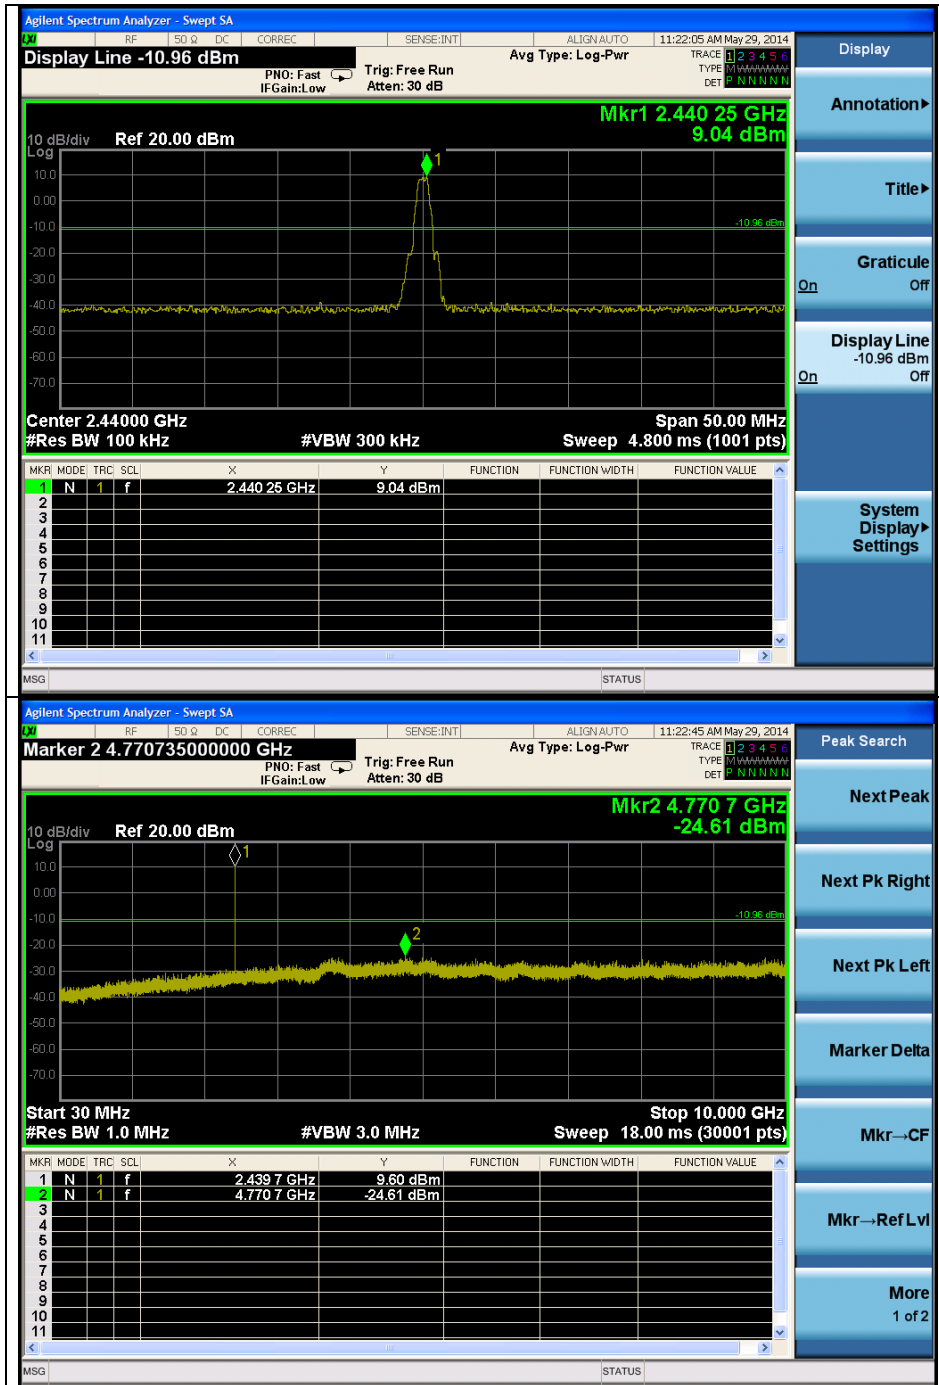 Agilent Spectrum Analyzer - Swept SA
LXI RF 50 Ω DC CORREC SENSE:INT ALIGN AUTO 11:22:05 AM May 29, 2014
Display Line -10.96 dBm
PNO: Fast
IFGain:Low
Trig: Free Run
Atten: 30 dB
Avg Type: Log-Pwr
TRACE 1 2 3 4 5 6
TYPE M WWWWW
DET P N N N N N
Mkr1 2.440 25 GHz
9.04 dBm
10 dB/div Ref 20.00 dBm
Log
1
10.0
0.00
-10.0
-10.96 dBm
-20.0
-30.0
-40.0
-50.0
-60.0
-70.0
Center 2.44000 GHz Span 50.00 MHz
#Res BW 100 kHz #VBW 300 kHz Sweep 4.800 ms (1001 pts)
MKR MODE TRC SCL X Y FUNCTION FUNCTION WIDTH FUNCTION VALUE
1 N 1 f 2.440 25 GHz 9.04 dBm
2
3
4
5
6
7
8
9
10
11
MSG STATUS
Display
Annotation
Title
Graticule
On Off
Display Line
-10.96 dBm
On Off
System
Display
Settings
Agilent Spectrum Analyzer - Swept SA
LXI RF 50 Ω DC CORREC SENSE:INT ALIGN AUTO 11:22:45 AM May 29, 2014
Marker 2 4.770735000000 GHz
PNO: Fast
IFGain:Low
Trig: Free Run
Atten: 30 dB
Avg Type: Log-Pwr
TRACE 1 2 3 4 5 6
TYPE M WWWWW
DET P N N N N N
Mkr2 4.770 7 GHz
-24.61 dBm
10 dB/div Ref 20.00 dBm
Log
1
10.0
0.00
-10.0
-10.96 dBm
2
-20.0
-30.0
-40.0
-50.0
-60.0
-70.0
Start 30 MHz Stop 10.000 GHz
#Res BW 1.0 MHz #VBW 3.0 MHz Sweep 18.00 ms (30001 pts)
MKR MODE TRC SCL X Y FUNCTION FUNCTION WIDTH FUNCTION VALUE
1 N 1 f 2.439 7 GHz 9.60 dBm
2 N 1 f 4.770 7 GHz -24.61 dBm
3
4
5
6
7
8
9
10
11
MSG STATUS
Peak Search
Next Peak
Next Pk Right
Next Pk Left
Marker Delta
Mkr→CF
Mkr→Ref Lvl
More
1 of 2